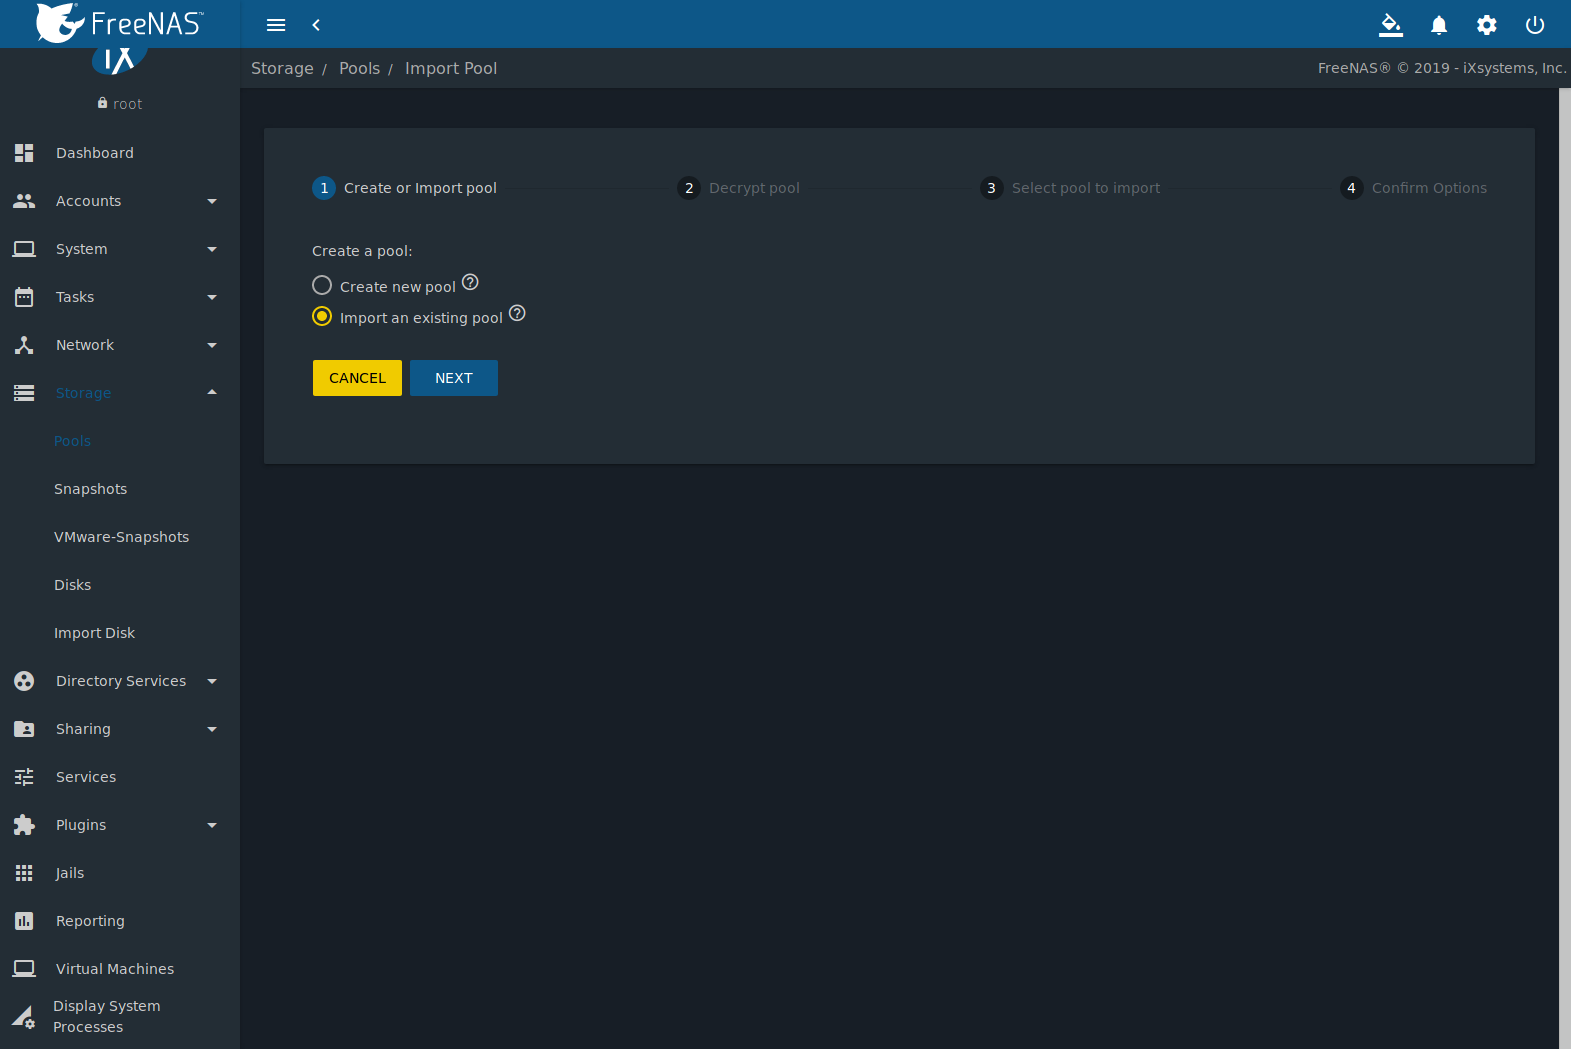 FreeNAS™
Storage / Pools / Import Pool
FreeNAS® © 2019 - iXsystems, Inc.
root
Dashboard
Accounts
System
Tasks
Network
Storage
Pools
Snapshots
VMware-Snapshots
Disks
Import Disk
Directory Services
Sharing
Services
Plugins
Jails
Reporting
Virtual Machines
Display System
Processes
1 Create or Import pool
2 Decrypt pool
3 Select pool to import
4 Confirm Options
Create a pool:
Create new pool ?
Import an existing pool ?
CANCEL NEXT